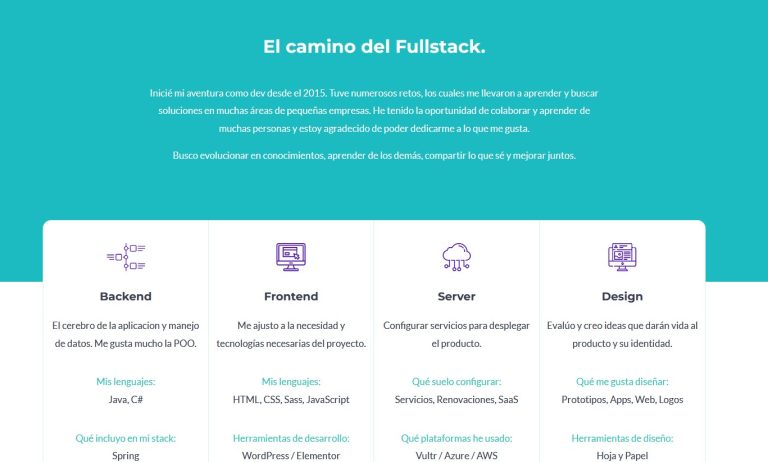 El camino del Fullstack.
Inicié mi aventura como dev desde el 2015. Tuve numerosos retos, los cuales me llevaron a aprender y buscar
soluciones en muchas áreas de pequeñas empresas. He tenido la oportunidad de colaborar y aprender de
muchas personas y estoy agradecido de poder dedicarme a lo que me gusta.
Busco evolucionar en conocimientos, aprender de los demás, compartir lo que sé y mejorar juntos.
Backend
El cerebro de la aplicacion y manejo
de datos. Me gusta mucho la POO.
Mis lenguajes:
Java, C#
Qué incluyo en mi stack:
Spring
Frontend
Me ajusto a la necesidad y
tecnologías necesarias del proyecto.
Mis lenguajes:
HTML, CSS, Sass, JavaScript
Herramientas de desarrollo:
WordPress / Elementor
Server
Configurar servicios para desplegar
el producto.
Qué suelo configurar:
Servicios, Renovaciones, SaaS
Qué plataformas he usado:
Vultr / Azure / AWS
Design
Evalúo y creo ideas que darán vida al
producto y su identidad.
Qué me gusta diseñar:
Prototipos, Apps, Web, Logos
Herramientas de diseño:
Hoja y Papel